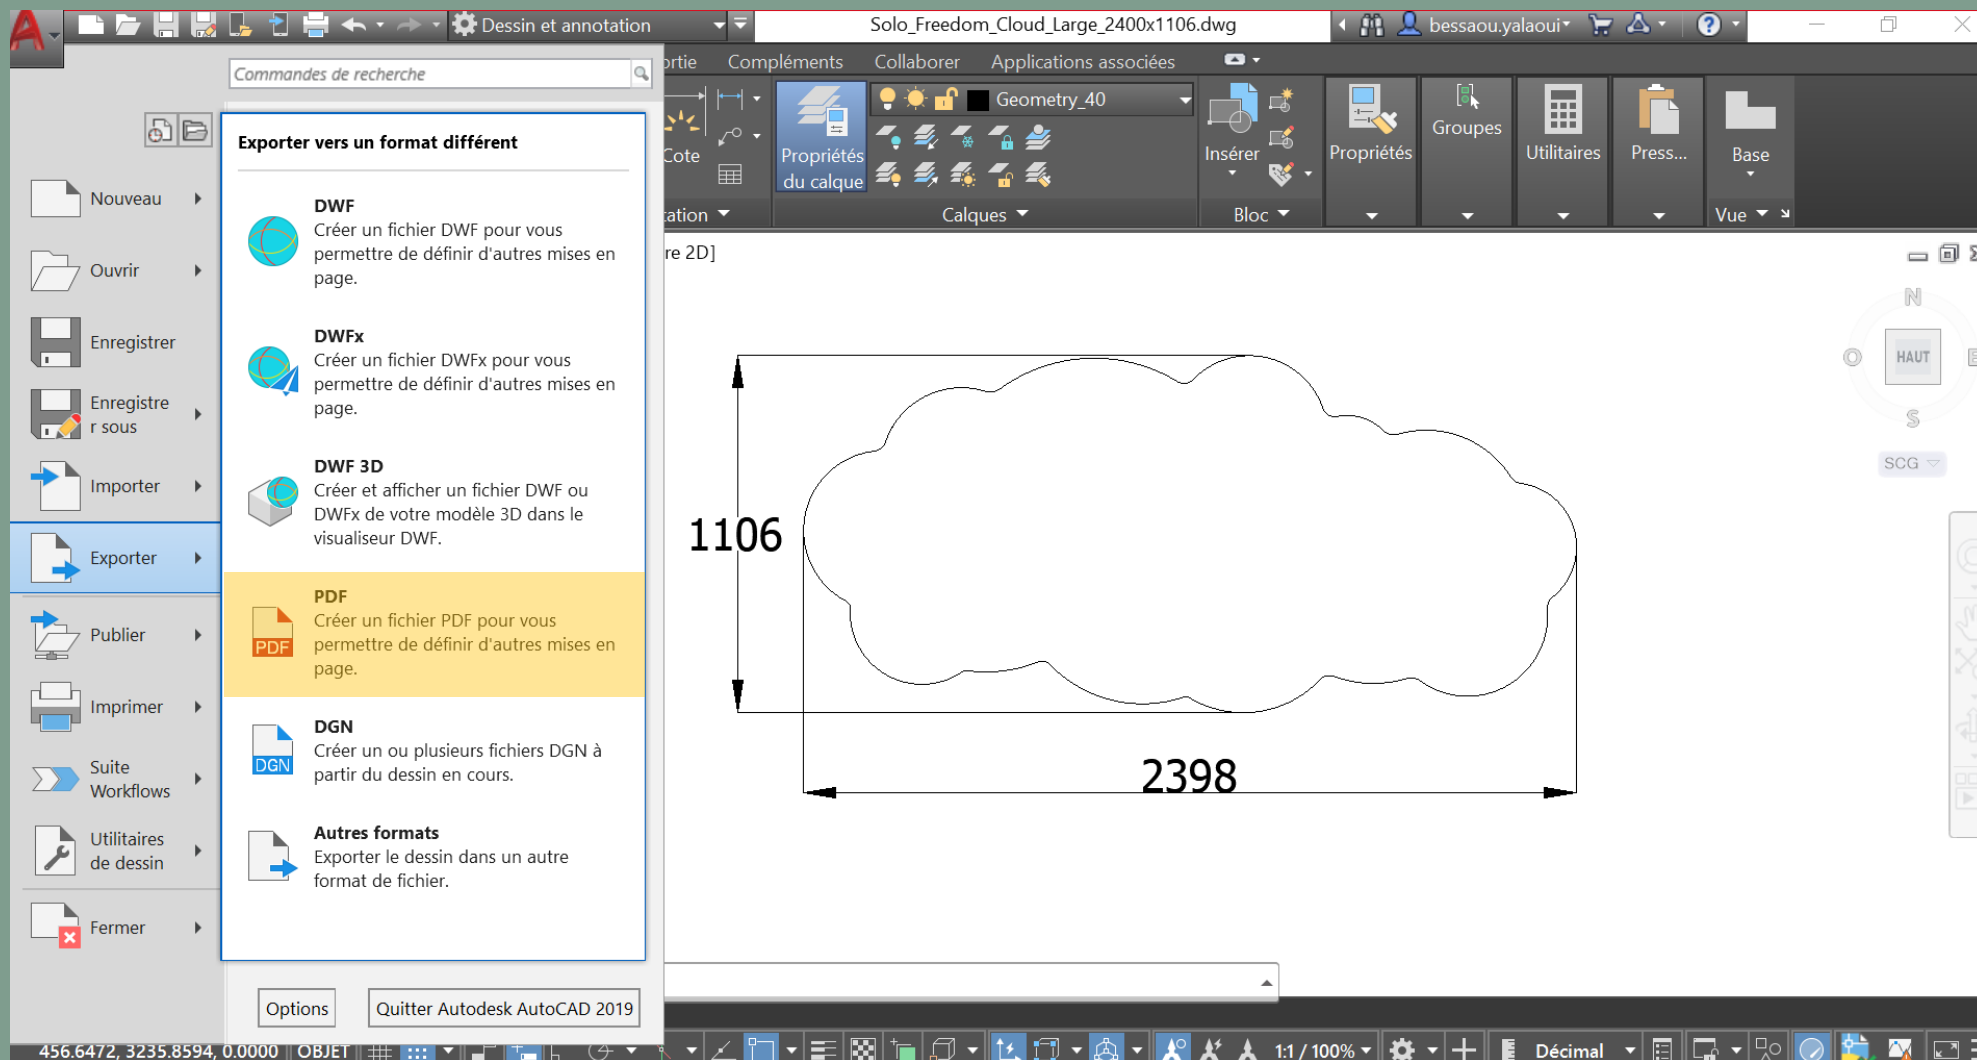 Dessin et annotation
Solo_Freedom_Cloud_Large_2400x1106.dwg
bessaou.yalaoui
Commandes de recherche
ortie
Compléments
Collaborer
Applications associées
Geometry_40
Cote
Propriétés
du calque
Insérer
Propriétés
Groupes
Utilitaires
Press...
Base
tation
Calques
Bloc
Vue
Exporter vers un format différent
Nouveau
Ouvrir
Enregistrer
Enregistre
r sous
Importer
Exporter
Publier
Imprimer
Suite
Workflows
Utilitaires
de dessin
Fermer
DWF
Créer un fichier DWF pour vous
permettre de définir d'autres mises en
page.
DWFx
Créer un fichier DWFx pour vous
permettre de définir d'autres mises en
page.
DWF 3D
Créer et afficher un fichier DWF ou
DWFx de votre modèle 3D dans le
visualiseur DWF.
PDF
PDF
Créer un fichier PDF pour vous
permettre de définir d'autres mises en
page.
DGN
DGN
Créer un ou plusieurs fichiers DGN à
partir du dessin en cours.
Autres formats
Exporter le dessin dans un autre
format de fichier.
Options
Quitter Autodesk AutoCAD 2019
re 2D]
N
O
HAUT
E
S
SCG
1106
2398
456.6472, 3235.8594, 0.0000
OBJET
1:1 / 100%
Décimal